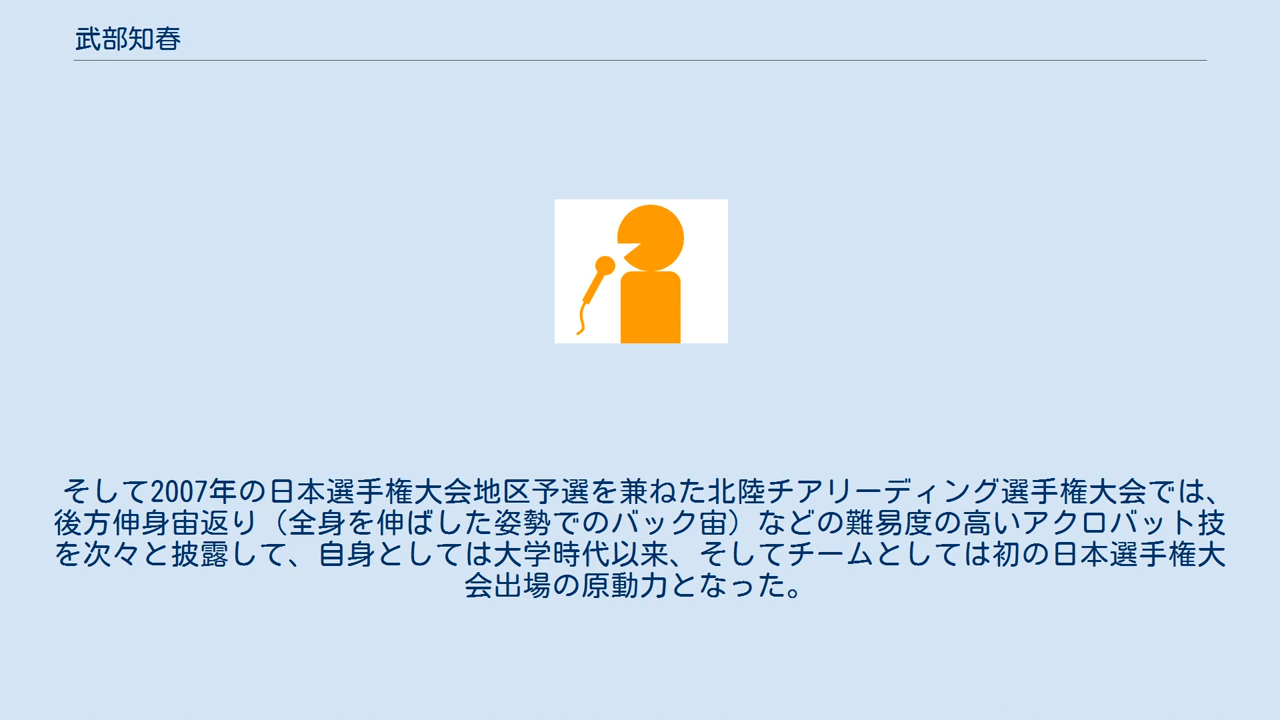 武部知春
そして2007年の日本選手権大会地区予選を兼ねた北陸チアリーディング選手権大会では、
後方伸身宙返り（全身を伸ばした姿勢でのバック宙）などの難易度の高いアクロバット技
を次々と披露して、自身としては大学時代以来、そしてチームとしては初の日本選手権大
会出場の原動力となった。